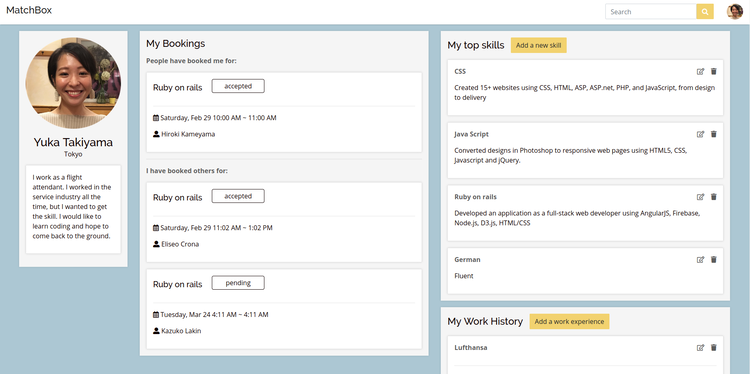 MatchBox
Search
Yuka Takiyama
Tokyo
I work as a flight
attendant. I worked in the
service industry all the
time, but I wanted to get
the skill. I would like to
learn coding and hope to
come back to the ground.
My Bookings
People have booked me for:
Ruby on rails
accepted
Saturday, Feb 29 10:00 AM ~ 11:00 AM
Hiroki Kameyama
I have booked others for:
Ruby on rails
accepted
Saturday, Feb 29 11:02 AM ~ 1:02 PM
Eliseo Crona
Ruby on rails
pending
Tuesday, Mar 24 4:11 AM ~ 4:11 AM
Kazuko Lakin
My top skills
Add a new skill
CSS
Created 15+ websites using CSS, HTML, ASP, ASP.net, PHP, and JavaScript, from design
to delivery
Java Script
Converted designs in Photoshop to responsive web pages using HTML5, CSS,
Javascript and jQuery.
Ruby on rails
Developed an application as a full-stack web developer using AngularJS, Firebase,
Node.js, D3.js, HTML/CSS
German
Fluent
My Work History
Add a work experience
Lufthansa